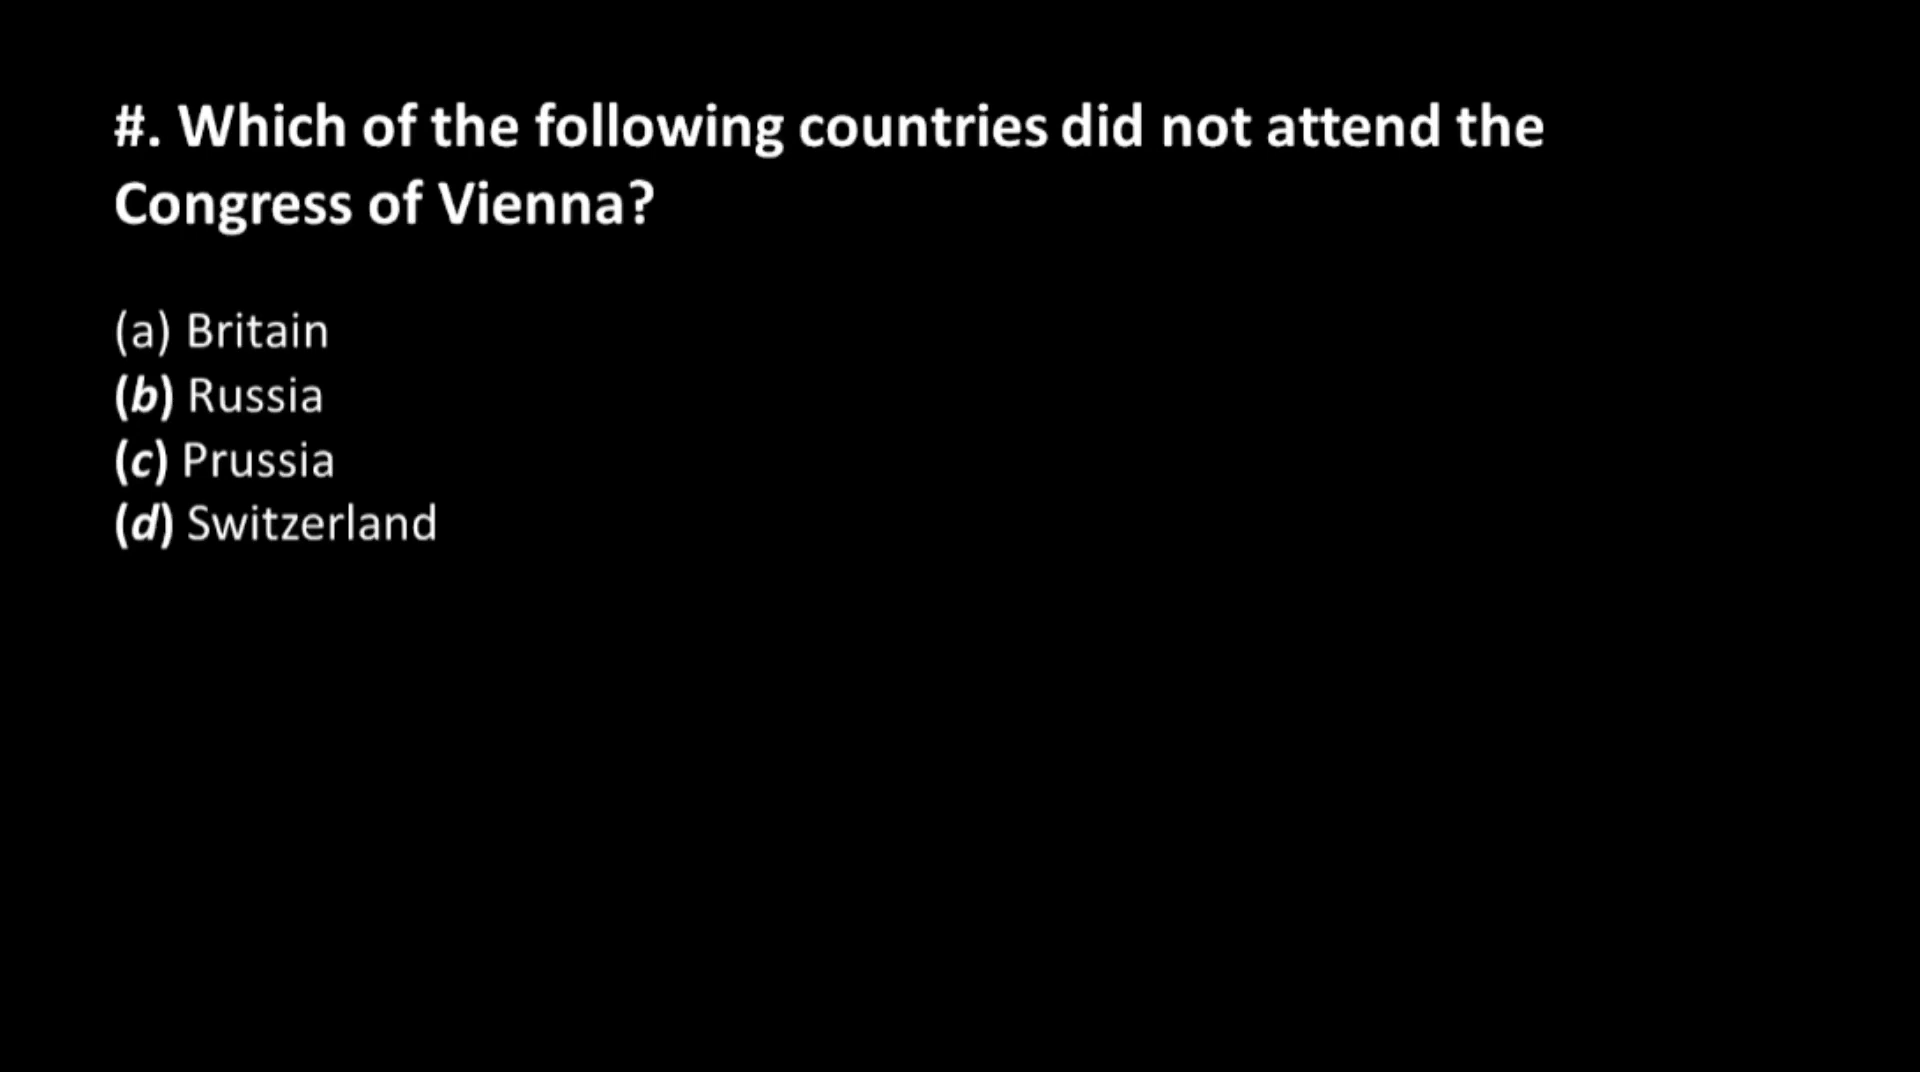 #. Which of the following countries did not attend the
Congress of Vienna?
(a) Britain
(b) Russia
(c) Prussia
(d) Switzerland